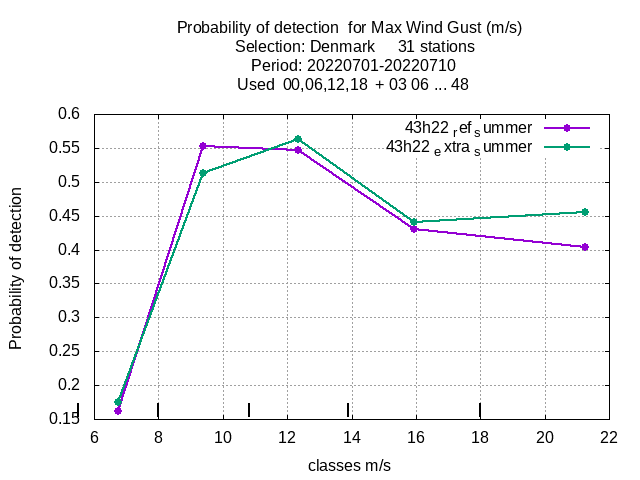 Probability of detection  for Max Wind Gust (m/s)
Selection: Denmark     31 stations
Period: 20220701-20220710
Used  00,06,12,18  + 03 06 ... 48
43h22 ref summer
43h22 extra summer
0.6
0.55
0.5
0.45
0.4
0.35
0.3
0.25
0.2
0.15
Probability of detection
6 8 10 12 14 16 18 20 22
classes m/s